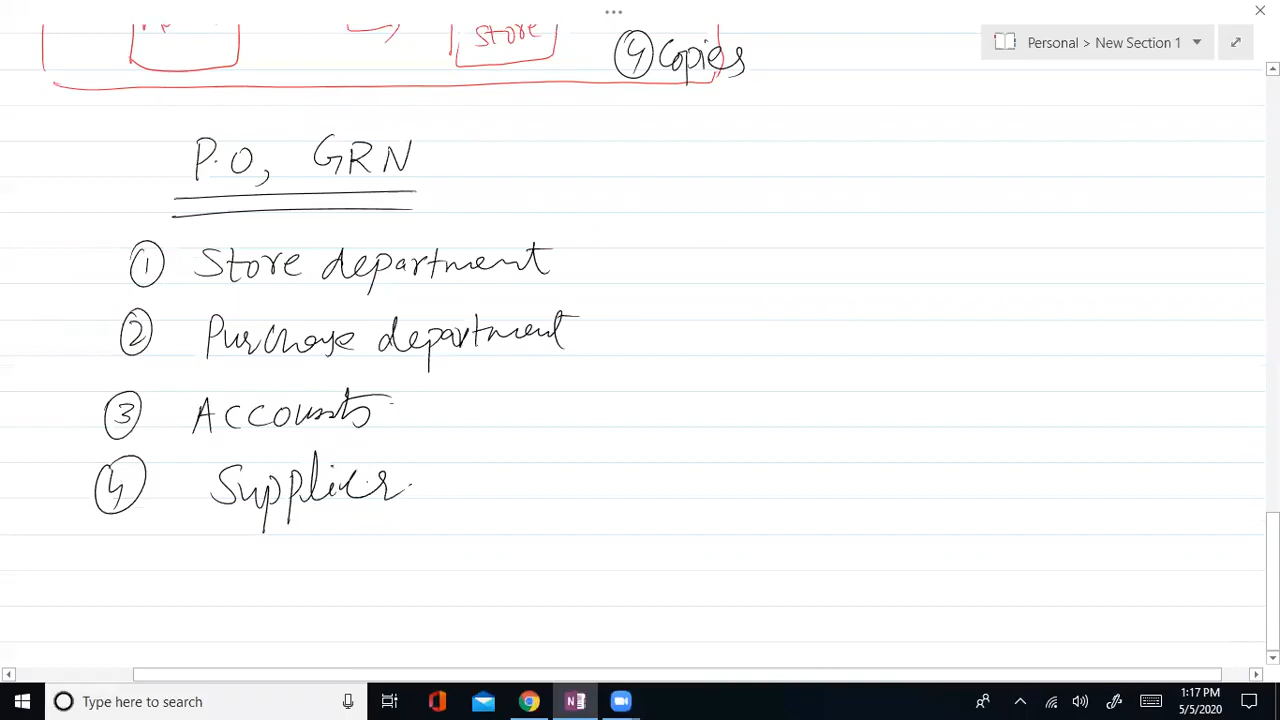 Store
④ Copies
Personal > New Section 1
P.O, GRN
① Store department
② Purchase department
③ Accounts
④ Supplier.
Type here to search
1:17 PM
5/5/2020